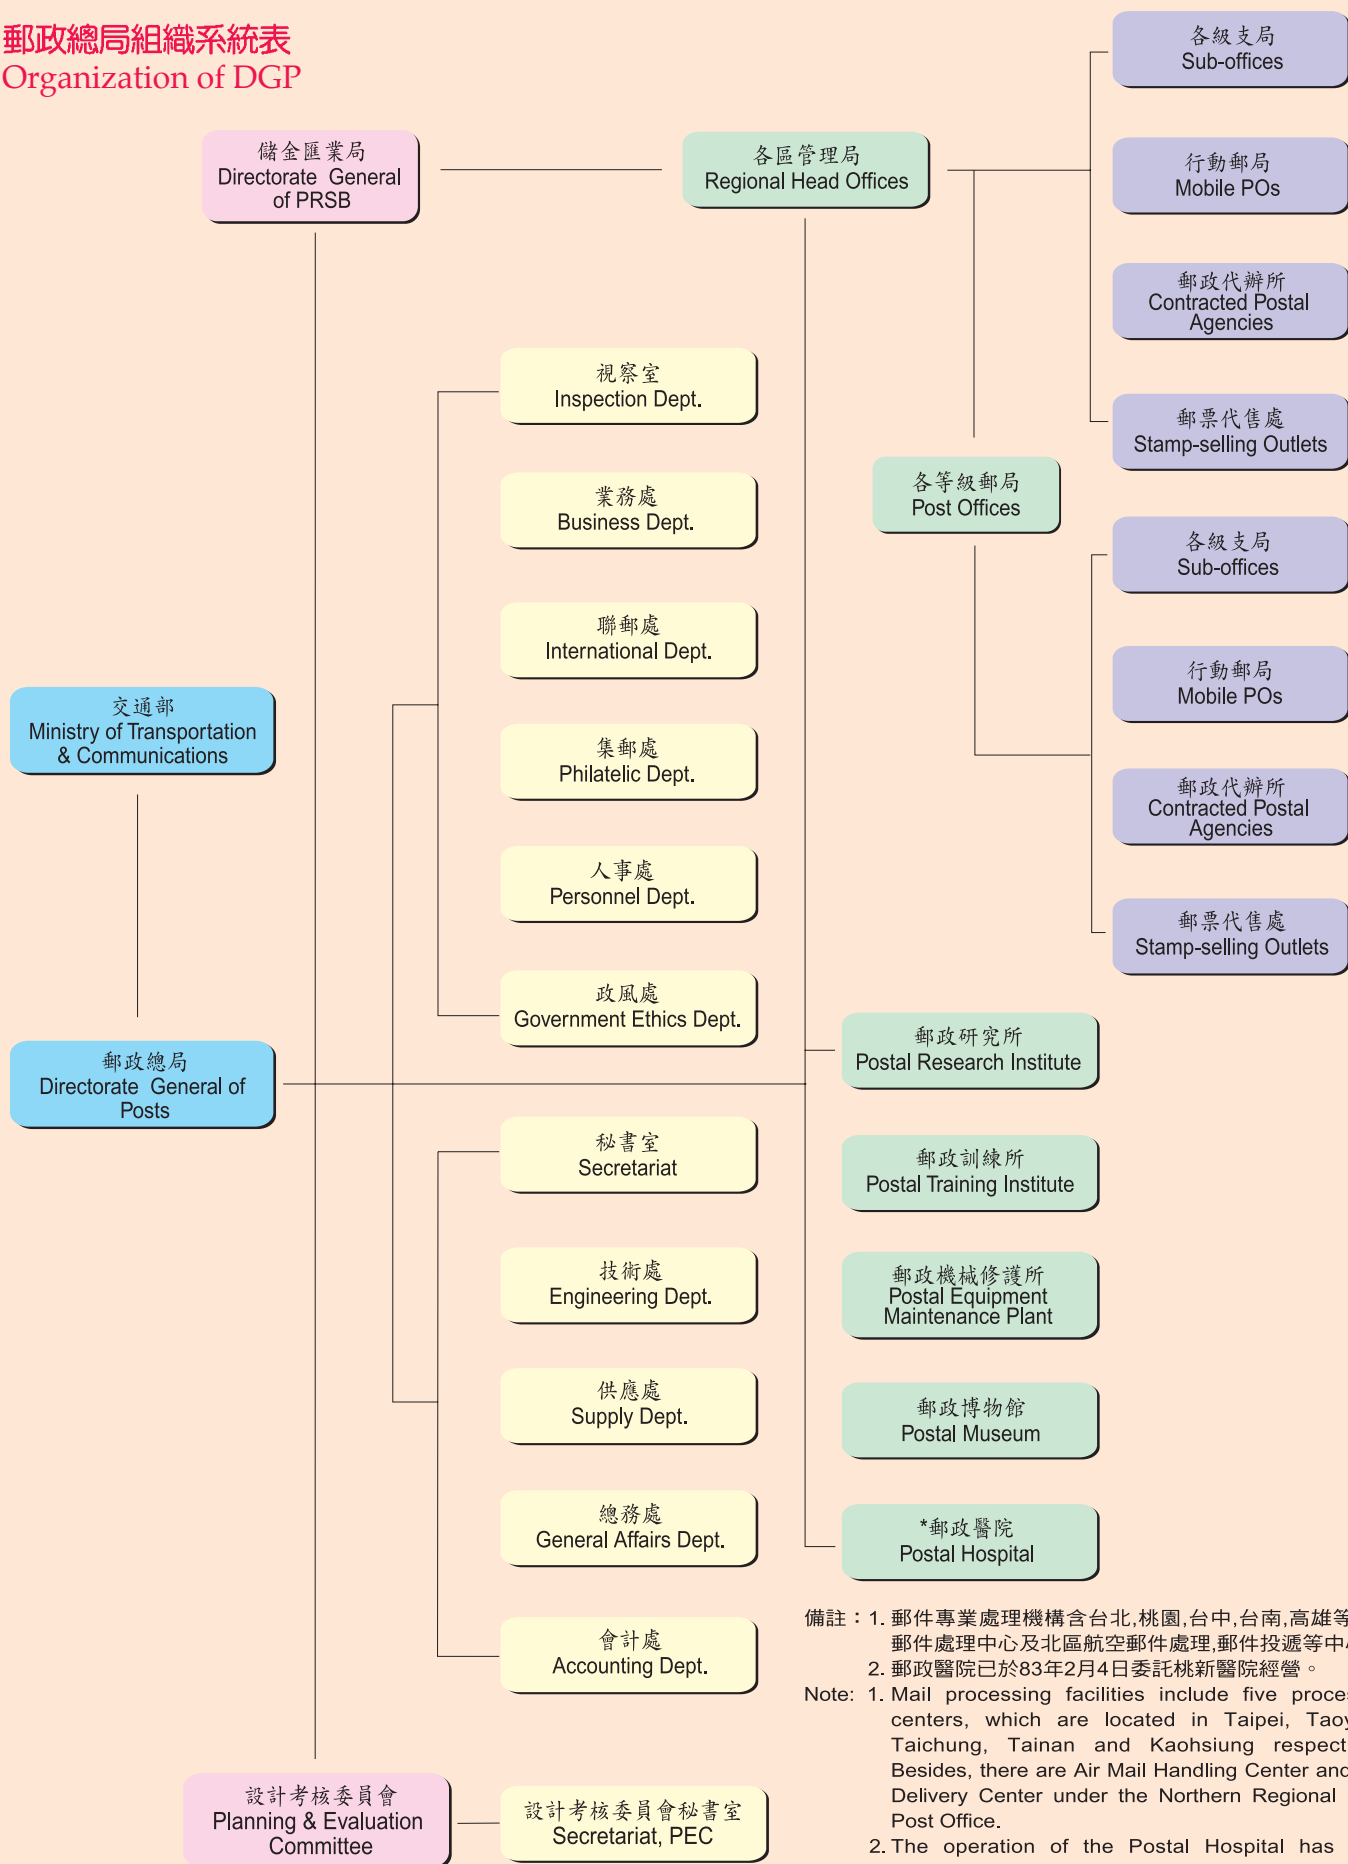 郵政總局組織系統表
Organization of DGP
儲金匯業局
Directorate General
of PRSB
各區管理局
Regional Head Offices
各級支局
Sub-offices
行動郵局
Mobile POs
郵政代辦所
Contracted Postal
Agencies
郵票代售處
Stamp-selling Outlets
各等級郵局
Post Offices
各級支局
Sub-offices
行動郵局
Mobile POs
郵政代辦所
Contracted Postal
Agencies
郵票代售處
Stamp-selling Outlets
視察室
Inspection Dept.
業務處
Business Dept.
聯郵處
International Dept.
集郵處
Philatelic Dept.
人事處
Personnel Dept.
政風處
Government Ethics Dept.
交通部
Ministry of Transportation
& Communications
郵政總局
Directorate General of
Posts
秘書室
Secretariat
技術處
Engineering Dept.
供應處
Supply Dept.
總務處
General Affairs Dept.
會計處
Accounting Dept.
郵政研究所
Postal Research Institute
郵政訓練所
Postal Training Institute
郵政機械修護所
Postal Equipment
Maintenance Plant
郵政博物館
Postal Museum
*郵政醫院
Postal Hospital
設計考核委員會
Planning & Evaluation
Committee
設計考核委員會秘書室
Secretariat, PEC
備註：1. 郵件專業處理機構含台北,桃園,台中,台南,高雄等
郵件處理中心及北區航空郵件處理,郵件投遞等中
2. 郵政醫院已於83年2月4日委託桃新醫院經營。
Note: 1. Mail processing facilities include five proces
centers, which are located in Taipei, Taoy
Taichung, Tainan and Kaohsiung respect
Besides, there are Air Mail Handling Center and
Delivery Center under the Northern Regional
Post Office.
2. The operation of the Postal Hospital has